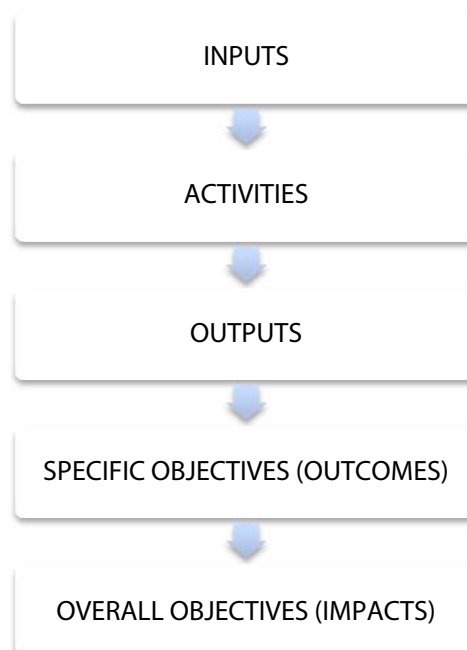 INPUTS
ACTIVITIES
OUTPUTS
SPECIFIC OBJECTIVES (OUTCOMES)
OVERALL OBJECTIVES (IMPACTS)